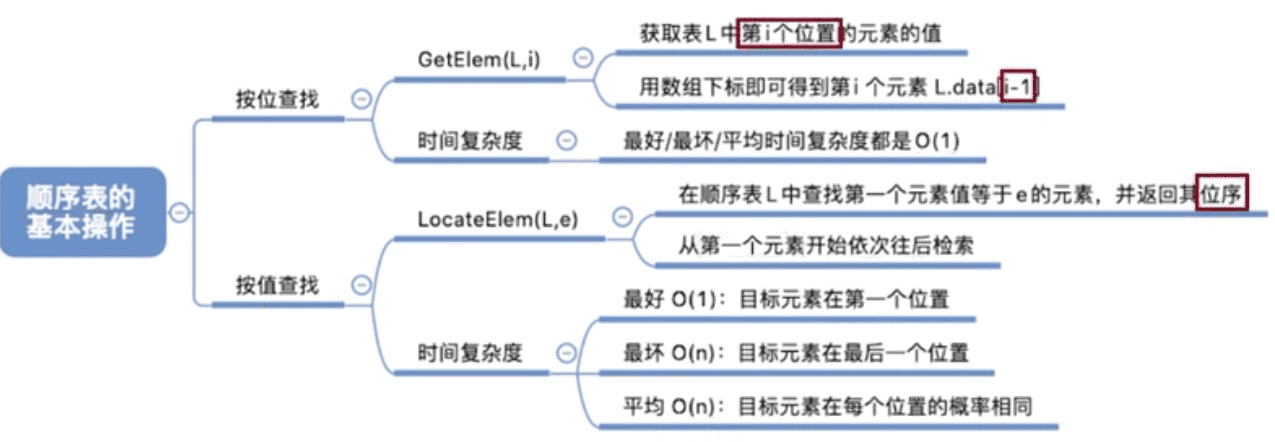 顺序表的
基本操作
按位查找
GetElem(L,i)
获取表L中第i个位置的元素的值
用数组下标即可得到第i个元素 L.data[i-1]
时间复杂度
最好/最坏/平均时间复杂度都是O(1)
按值查找
LocateElem(L,e)
在顺序表L中查找第一个元素值等于e的元素，并返回其位序
从第一个元素开始依次往后检索
时间复杂度
最好 O(1)：目标元素在第一个位置
最坏 O(n)：目标元素在最后一个位置
平均 O(n)：目标元素在每个位置的概率相同